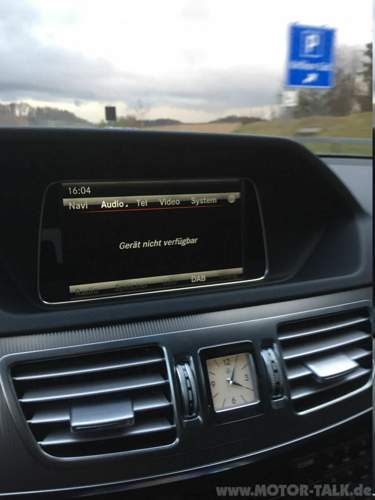 P
16:04
Navi Audio Tel Video System
Gerät nicht verfügbar
DAB
www.MOTOR-TALK.de